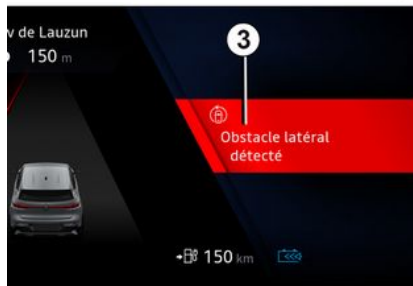 v de Lauzun
150 m
3
Obstacle latéral
détecté
150 km